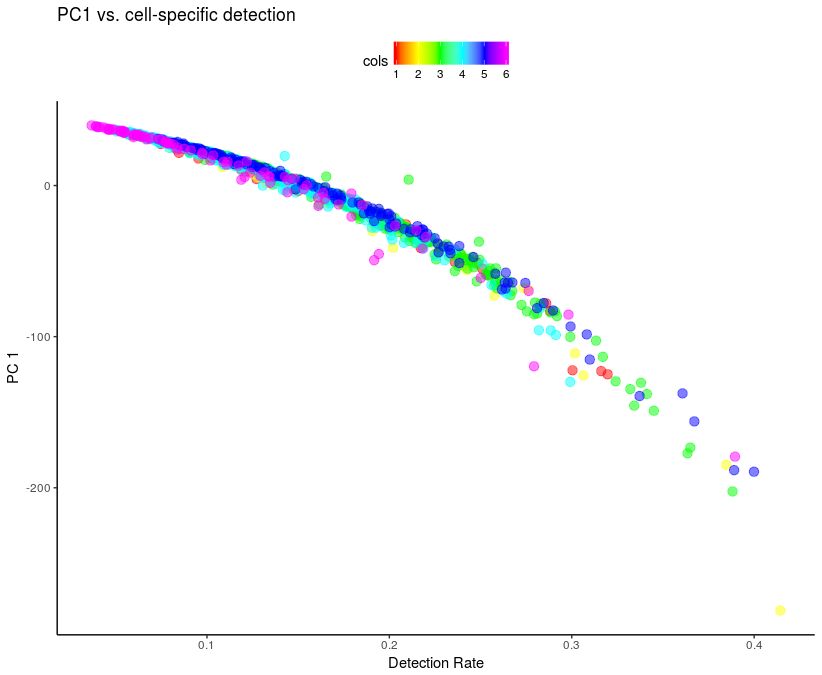 PC1 vs. cell-specific detection
cols
1 2 3 4 5 6
0
-100
-200
PC 1
0.1 0.2 0.3 0.4
Detection Rate